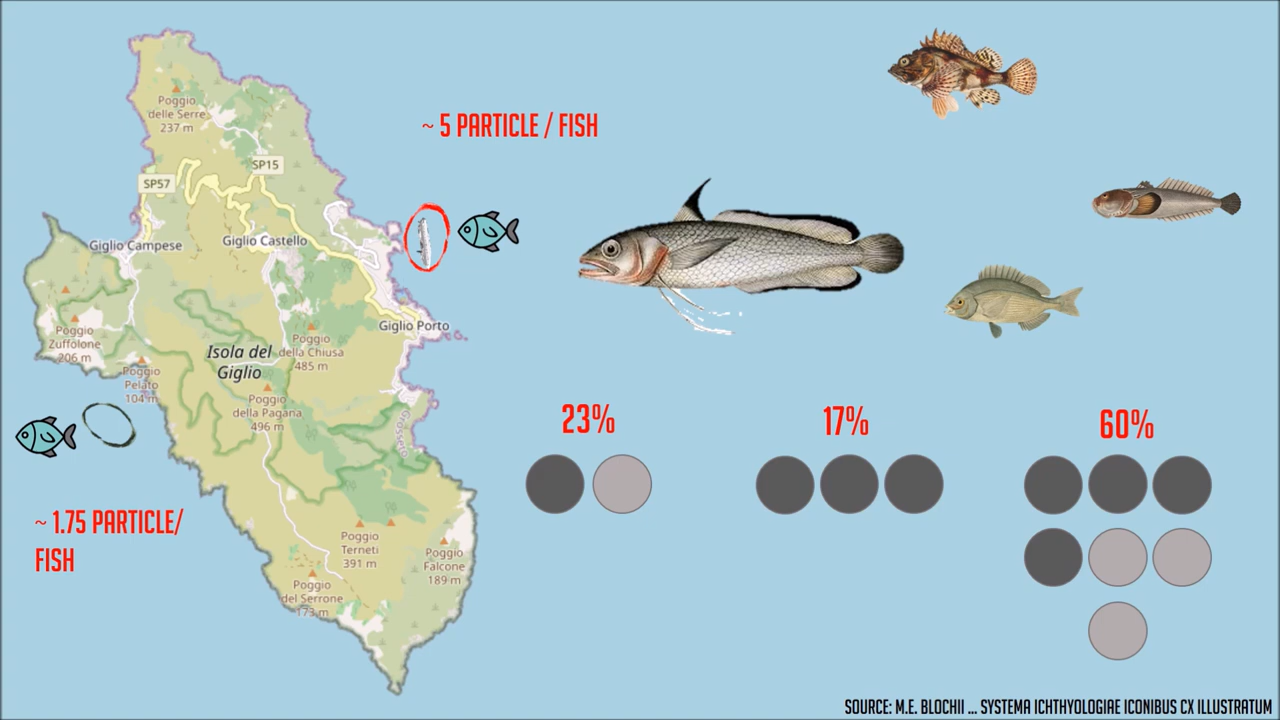 Poggio
delle Serre
237 m
~ 5 PARTICLE / FISH
SP15
SP57
Giglio Campese
Giglio Castello
Giglio Porto
Poggio
Zuffolone
206 m
Isola del
Giglio
Poggio
della Chiusa
485 m
Poggio
Pelato
104 m
Poggio
della Pagana
496 m
Grosseto
23%
17%
60%
~ 1.75 PARTICLE/
FISH
Poggio
Terneti
391 m
Poggio
Falcone
189 m
Poggio
del Serrone
173 m
SOURCE: M.E. BLOCHII ... SYSTEMA ICHTHYOLOGIAE ICONIBUS CX ILLUSTRATUM